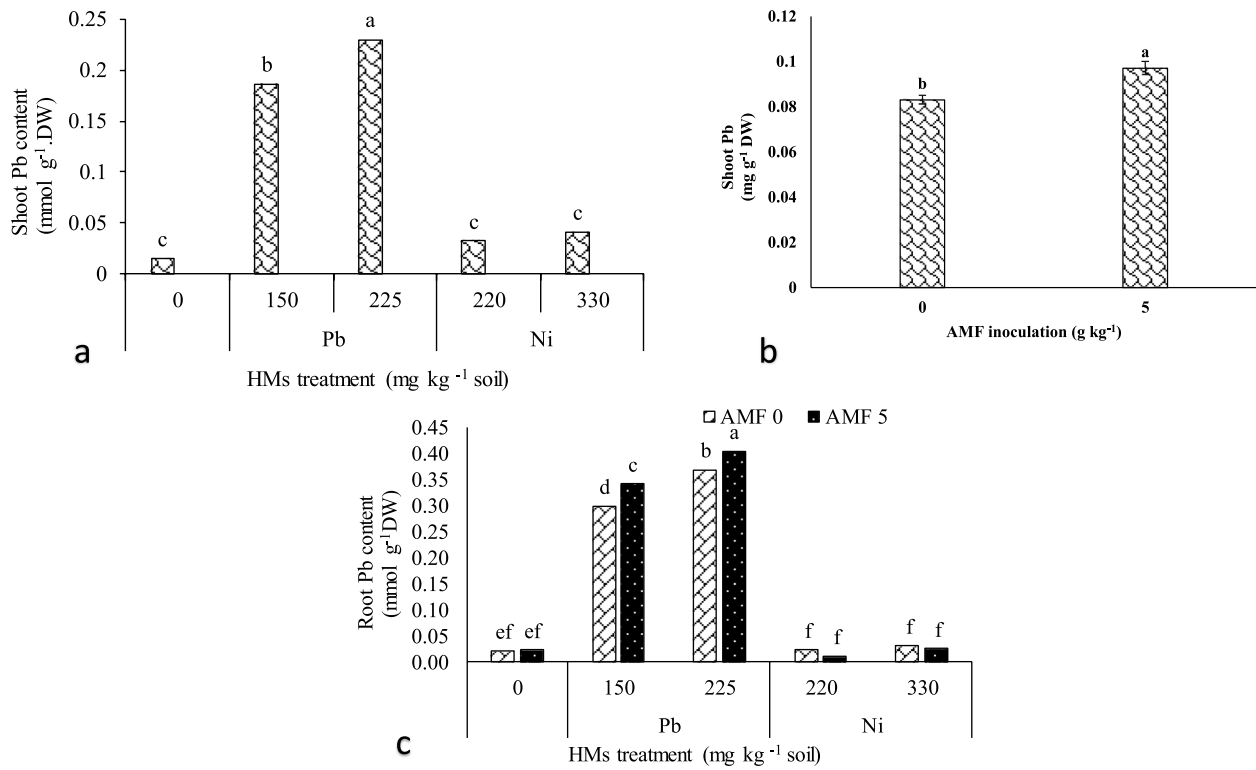 Shoot Pb content
(mmol g-1.DW)
0.25
0.2
0.15
0.1
0.05
0
c
b
a
c
c
0
150
225
220
330
Pb
Ni
HMs treatment (mg kg -1 soil)
a
Shoot Pb
(mg g-1 DW)
0.12
0.1
0.08
0.06
0.04
0.02
0
b
a
0
5
AMF inoculation (g kg-1)
b
AMF 0
AMF 5
Root Pb content
(mmol g-1DW)
0.45
0.40
0.35
0.30
0.25
0.20
0.15
0.10
0.05
0.00
ef
ef
d
c
b
a
f
f
f
f
0
150
225
220
330
Pb
Ni
HMs treatment (mg kg -1 soil)
c